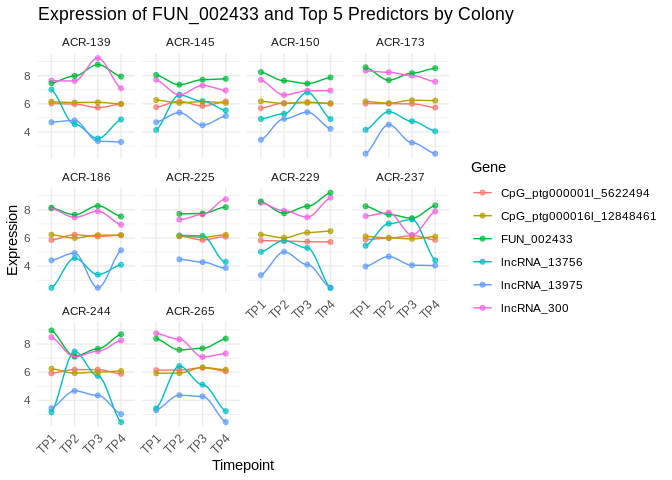 Expression of FUN_002433 and Top 5 Predictors by Colony
ACR-139 ACR-145 ACR-150 ACR-173
8
6
4
ACR-186 ACR-225 ACR-229 ACR-237
8
6
4
TP1 TP2 TP3 TP4 TP1 TP2 TP3 TP4
ACR-244 ACR-265
8
6
4
TP1 TP2 TP3 TP4 TP1 TP2 TP3 TP4
Expression
Timepoint
Gene
CpG_ptg000001l_5622494
CpG_ptg000016l_12848461
FUN_002433
lncRNA_13756
lncRNA_13975
lncRNA_300